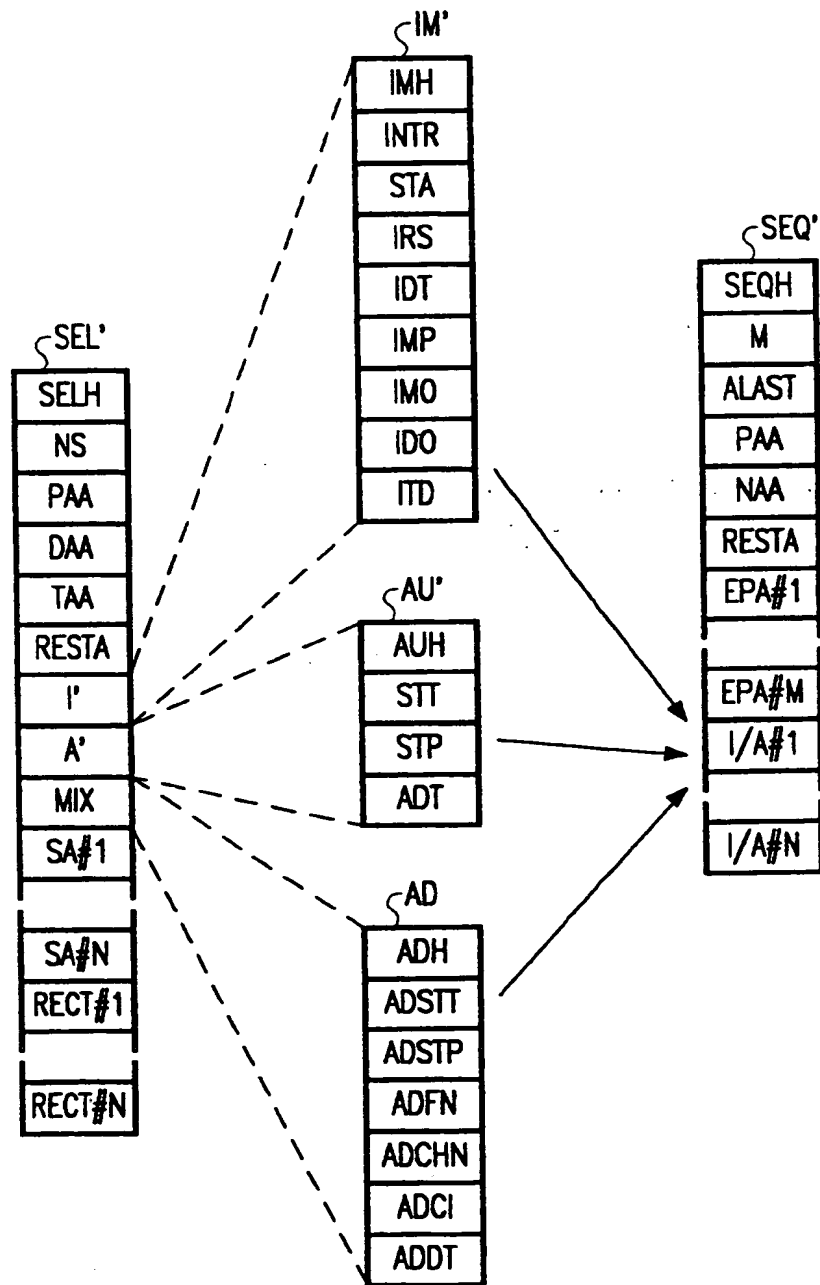 SEL'
SELH
NS
PAA
DAA
TAA
RESTA
I'
A'
MIX
SA#1
SA#N
RECT#1
RECT#N
IM'
IMH
INTR
STA
IRS
IDT
IMP
IMO
IDO
ITD
AU'
AUH
STT
STP
ADT
AD
ADH
ADSTT
ADSTP
ADFN
ADCHN
ADCI
ADDT
SEQ'
SEQH
M
ALAST
PAA
NAA
RESTA
EPA#1
EPA#M
I/A#1
I/A#N